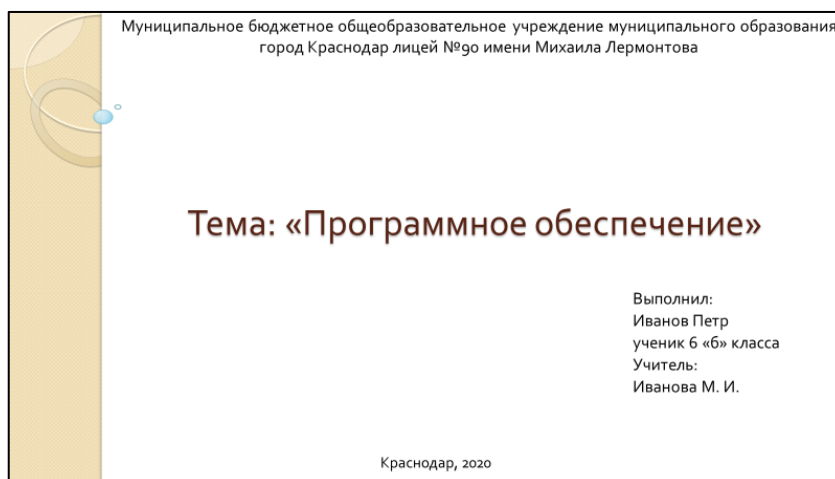 Муниципальное бюджетное общеобразовательное учреждение муниципального образования
город Краснодар лицей №90 имени Михаила Лермонтова
Тема: «Программное обеспечение»
Выполнил:
Иванов Петр
ученик 6 «б» класса
Учитель:
Иванова М. И.
Краснодар, 2020